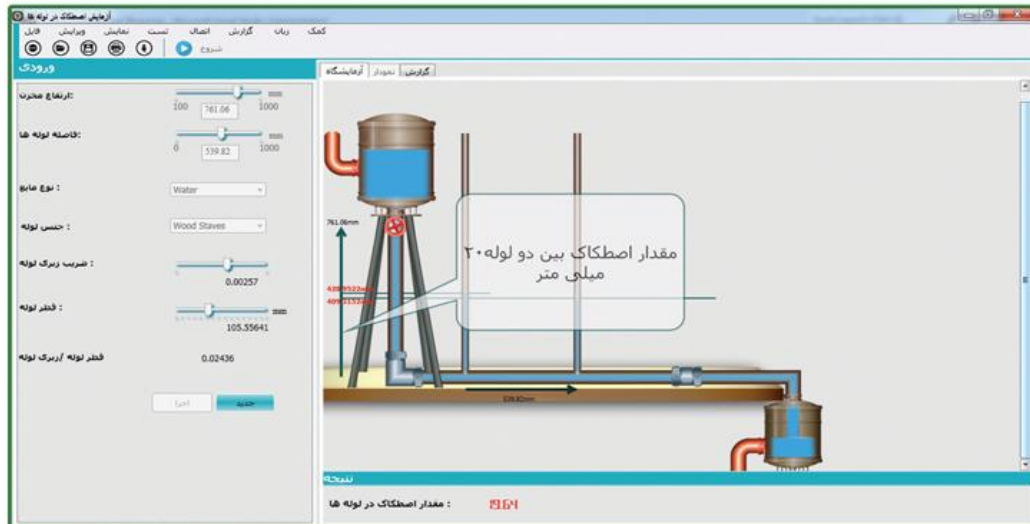 آزمایش اصطکاک در لوله ها
فایل ویرایش نمایش تست اتصال گزارش زبان کمک
شروع
ورودی
ارتفاع مخزن:
mm
100 761.06 1000
فاصله لوله ها:
mm
0 539.82 1000
نوع مایع :
Water
جنس لوله :
Wood Staves
ضریب زبری لوله :
0.00257
قطر لوله :
mm
105.55641
قطر لوله /زبری لوله
0.02436
اجرا جدید
آزمایشگاه نمودار گزارش
761.06mm
مقدار اصطکاک بین دو لوله۲۰
میلی متر
539.82mm
نتیجه
مقدار اصطکاک در لوله ها : 19.64